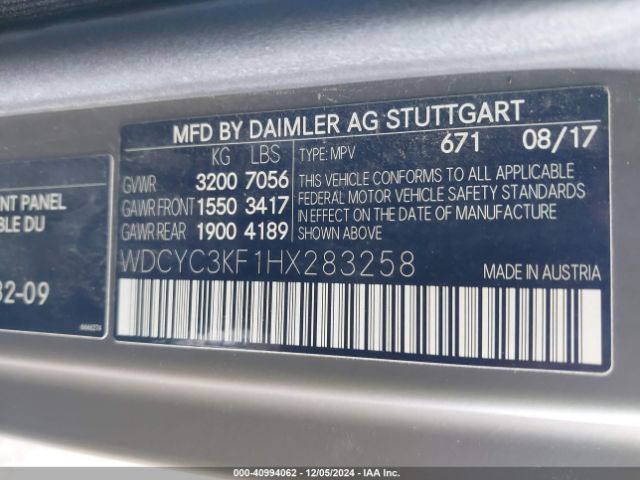 MFD BY DAIMLER AG STUTTGART
KG LBS
GVWR 3200 7056
GAWR FRONT 1550 3417
GAWR REAR 1900 4189
TYPE: MPV 671 08/17
THIS VEHICLE CONFORMS TO ALL APPLICABLE
FEDERAL MOTOR VEHICLE SAFETY STANDARDS
IN EFFECT ON THE DATE OF MANUFACTURE
SHOWN ABOVE
WDCYC3KF1HX283258 MADE IN AUSTRIA
NT PANEL
BLE DU
32-09
000-40994062 - 12/05/2024 - IAA Inc.